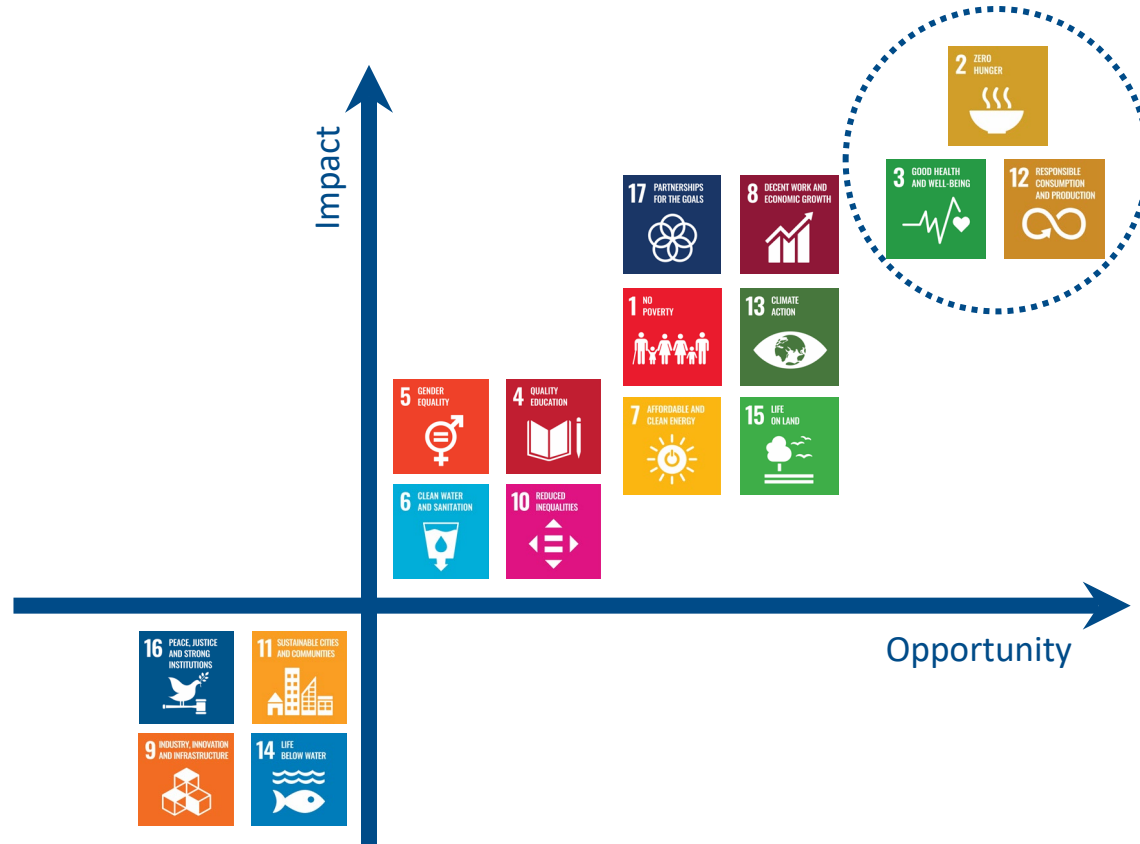 Impact
2 ZERO
HUNGER
3 GOOD HEALTH
AND WELL-BEING
12 RESPONSIBLE
CONSUMPTION
AND PRODUCTION
17 PARTNERSHIPS
FOR THE GOALS
8 DECENT WORK AND
ECONOMIC GROWTH
1 NO
POVERTY
13 CLIMATE
ACTION
5 GENDER
EQUALITY
4 QUALITY
EDUCATION
7 AFFORDABLE AND
CLEAN ENERGY
15 LIFE
ON LAND
6 CLEAN WATER
AND SANITATION
10 REDUCED
INEQUALITIES
Opportunity
16 PEACE, JUSTICE
AND STRONG
INSTITUTIONS
11 SUSTAINABLE CITIES
AND COMMUNITIES
9 INDUSTRY, INNOVATION
AND INFRASTRUCTURE
14 LIFE
BELOW WATER